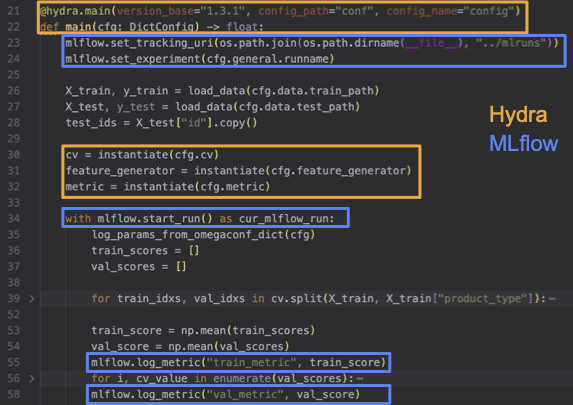 21 @hydra.main(version_base="1.3.1", config_path="conf", config_name="config")
22 def main(cfg: DictConfig) -> float:
23 mlflow.set_tracking_uri(os.path.join(os.path.dirname(__file__), "../mlruns"))
24 mlflow.set_experiment(cfg.general.runname)
25
26 X_train, y_train = load_data(cfg.data.train_path)
27 X_test, y_test = load_data(cfg.data.test_path)
28 test_ids = X_test["id"].copy()
29
Hydra
MLflow
30 cv = instantiate(cfg.cv)
31 feature_generator = instantiate(cfg.feature_generator)
32 metric = instantiate(cfg.metric)
33
34 with mlflow.start_run() as cur_mlflow_run:
35 log_params_from_omegaconf_dict(cfg)
36 train_scores = []
37 val_scores = []
38
39 > for train_idxs, val_idxs in cv.split(X_train, X_train["product_type"]):…
52
53 train_score = np.mean(train_scores)
54 val_score = np.mean(val_scores)
55 mlflow.log_metric("train_metric", train_score)
56 > for i, cv_value in enumerate(val_scores):…
58 mlflow.log_metric("val_metric", val_score)